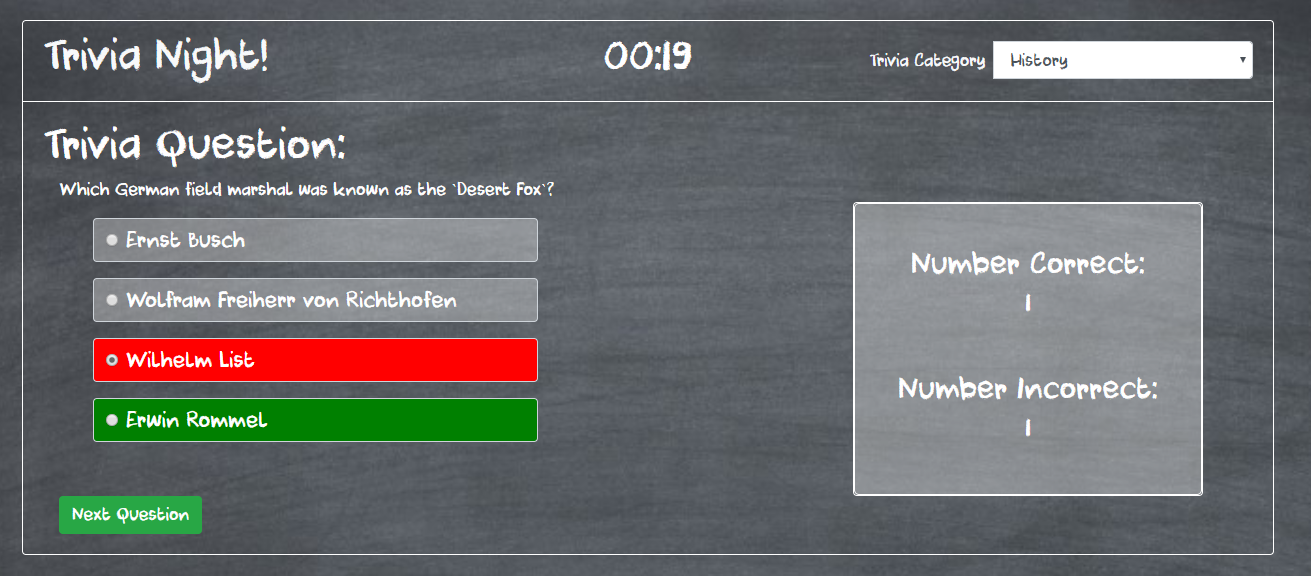 Trivia Night!
00:19
Trivia Category History
Trivia Question:
Which German field marshal was known as the `Desert Fox`?
Ernst Busch
Wolfram Freiherr von Richthofen
Wilhelm List
Erwin Rommel
Next Question
Number Correct:
1
Number Incorrect:
1